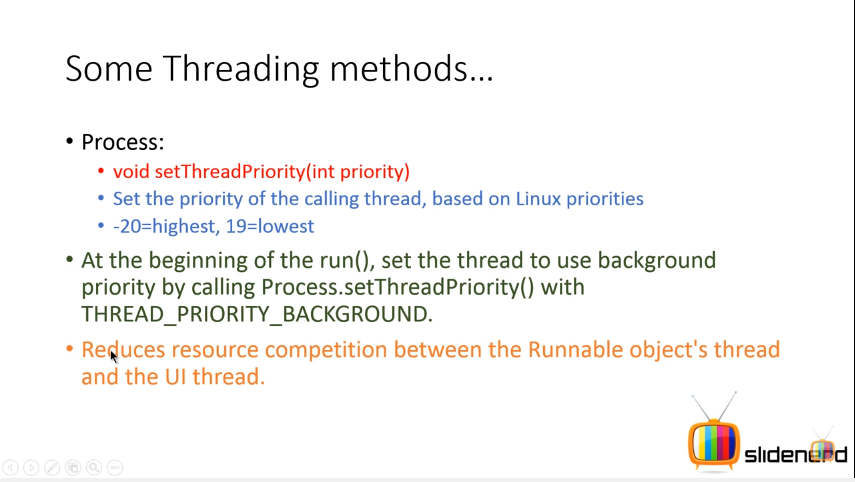 Some Threading methods...
• Process:
• void setThreadPriority(int priority)
• Set the priority of the calling thread, based on Linux priorities
• -20=highest, 19=lowest
• At the beginning of the run(), set the thread to use background
priority by calling Process.setThreadPriority() with
THREAD_PRIORITY_BACKGROUND.
• Reduces resource competition between the Runnable object's thread
and the UI thread.
slidenerd